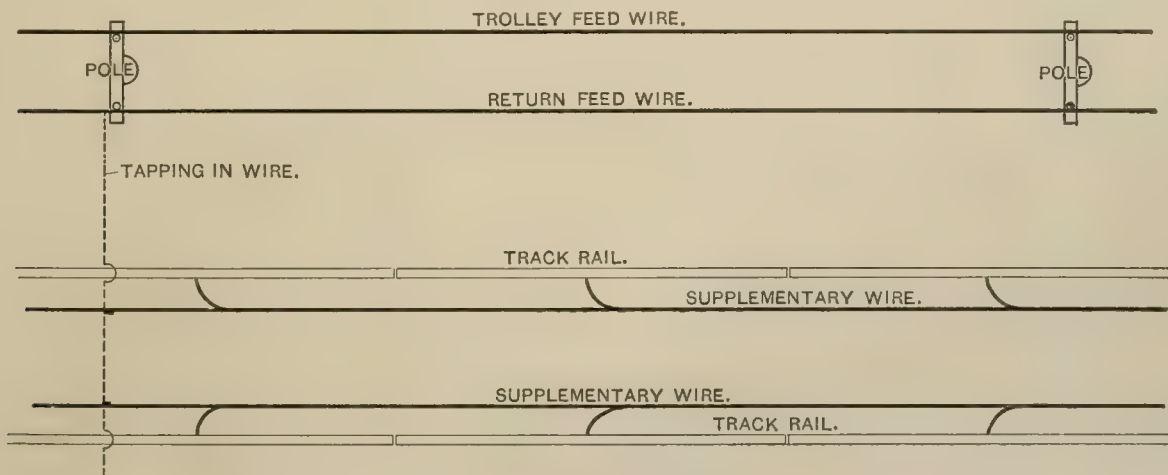 TROLLEY FEED WIRE.
POLE
POLE
RETURN FEED WIRE.
TAPPING IN WIRE.
TRACK RAIL.
SUPPLEMENTARY WIRE.
SUPPLEMENTARY WIRE.
TRACK RAIL.